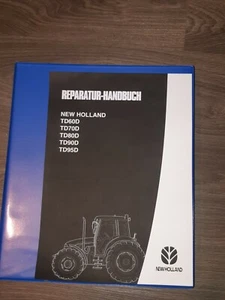 REPARATUR-HANDBUCH
NEW HOLLAND
TD60D
TD70D
TD80D
TD90D
TD95D
NEW HOLLAND